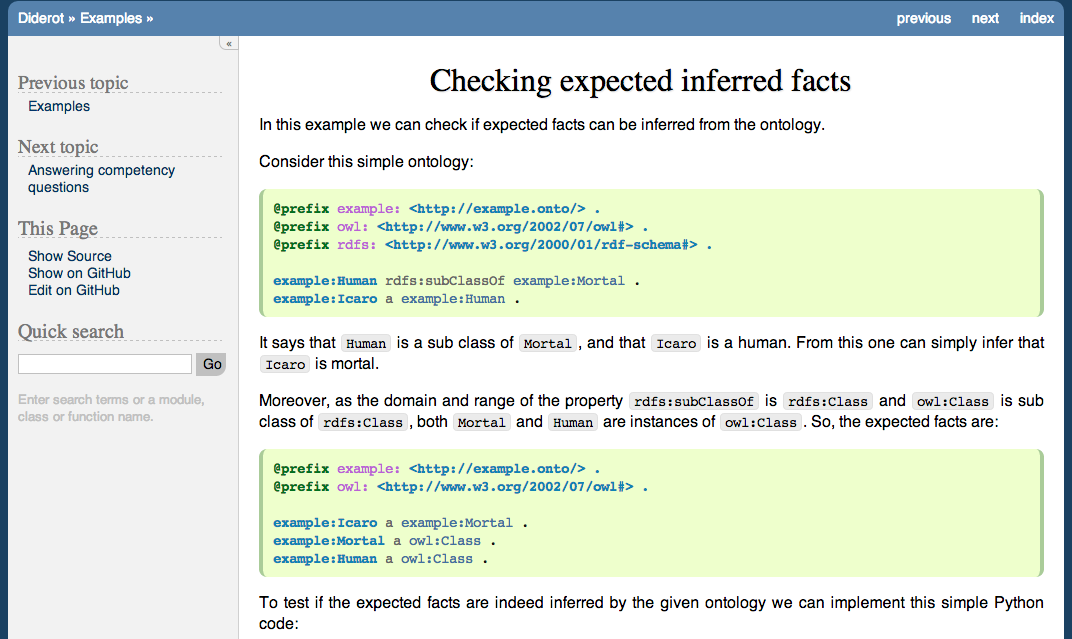 Diderot » Examples »
previous next index
«
Previous topic
Examples
Next topic
Answering competency
questions
This Page
Show Source
Show on GitHub
Edit on GitHub
Quick search
Go
Enter search terms or a module,
class or function name.
Checking expected inferred facts
In this example we can check if expected facts can be inferred from the ontology.
Consider this simple ontology:
@prefix example: <http://example.onto/> .
@prefix owl: <http://www.w3.org/2002/07/owl#> .
@prefix rdfs: <http://www.w3.org/2000/01/rdf-schema#> .
example:Human rdfs:subClassOf example:Mortal .
example:Icaro a example:Human .
It says that Human is a sub class of Mortal, and that Icaro is a human. From this one can simply infer that
Icaro is mortal.
Moreover, as the domain and range of the property rdfs:subClassOf is rdfs:Class and owl:Class is sub
class of rdfs:Class, both Mortal and Human are instances of owl:Class. So, the expected facts are:
@prefix example: <http://example.onto/> .
@prefix owl: <http://www.w3.org/2002/07/owl#> .
example:Icaro a example:Mortal .
example:Mortal a owl:Class .
example:Human a owl:Class .
To test if the expected facts are indeed inferred by the given ontology we can implement this simple Python
code: